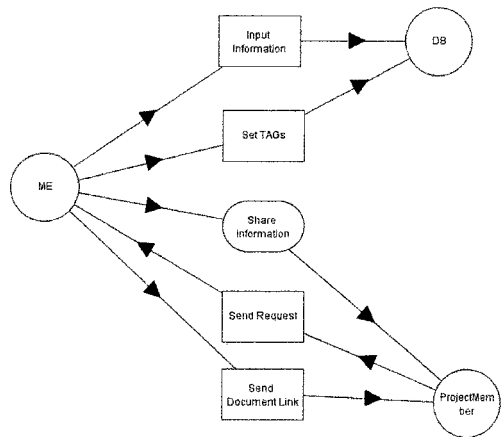 Input
Information
DB
Set TAGs
ME
Share
Information
Send Request
Send
Document Link
ProjectMem
ber